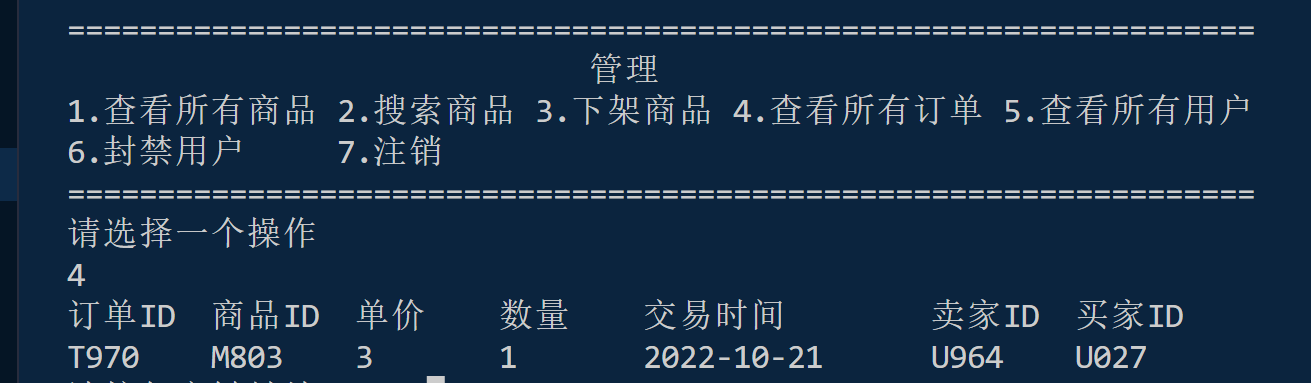 ==================================================================
管理
1.查看所有商品 2.搜索商品 3.下架商品 4.查看所有订单 5.查看所有用户
6.封禁用户 7.注销
==================================================================
请选择一个操作
4
订单ID 商品ID 单价 数量 交易时间 卖家ID 买家ID
T970 M803 3 1 2022-10-21 U964 U027